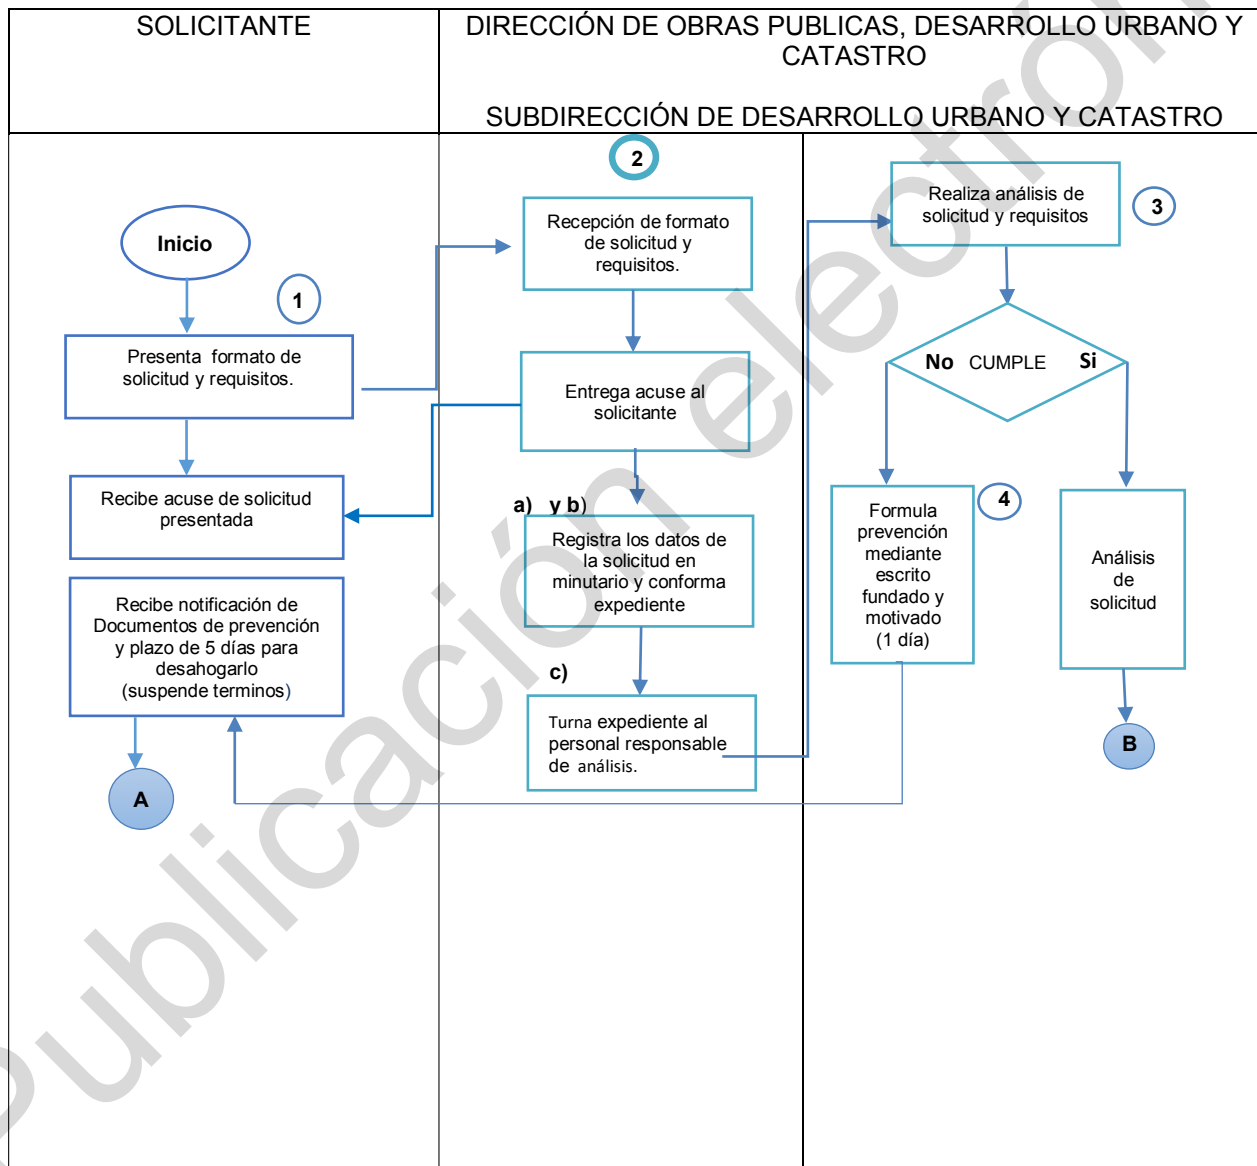 SOLICITANTE
DIRECCIÓN DE OBRAS PUBLICAS, DESARROLLO URBANO Y
CATASTRO
SUBDIRECCIÓN DE DESARROLLO URBANO Y CATASTRO
Inicio
1
Presenta formato de
solicitud y requisitos.
Recibe acuse de solicitud
presentada
Recibe notificación de
Documentos de prevención
y plazo de 5 días para
desahogarlo
(suspende terminos)
A
2
Recepción de formato
de solicitud y
requisitos.
Entrega acuse al
solicitante
a) y b)
Registra los datos de
la solicitud en
minutario y conforma
expediente
c)
Turna expediente al
personal responsable
de análisis.
Realiza análisis de
solicitud y requisitos
3
No CUMPLE Si
4
Formula
prevención
mediante
escrito
fundado y
motivado
(1 día)
Análisis
de
solicitud
B
Publicación electrón